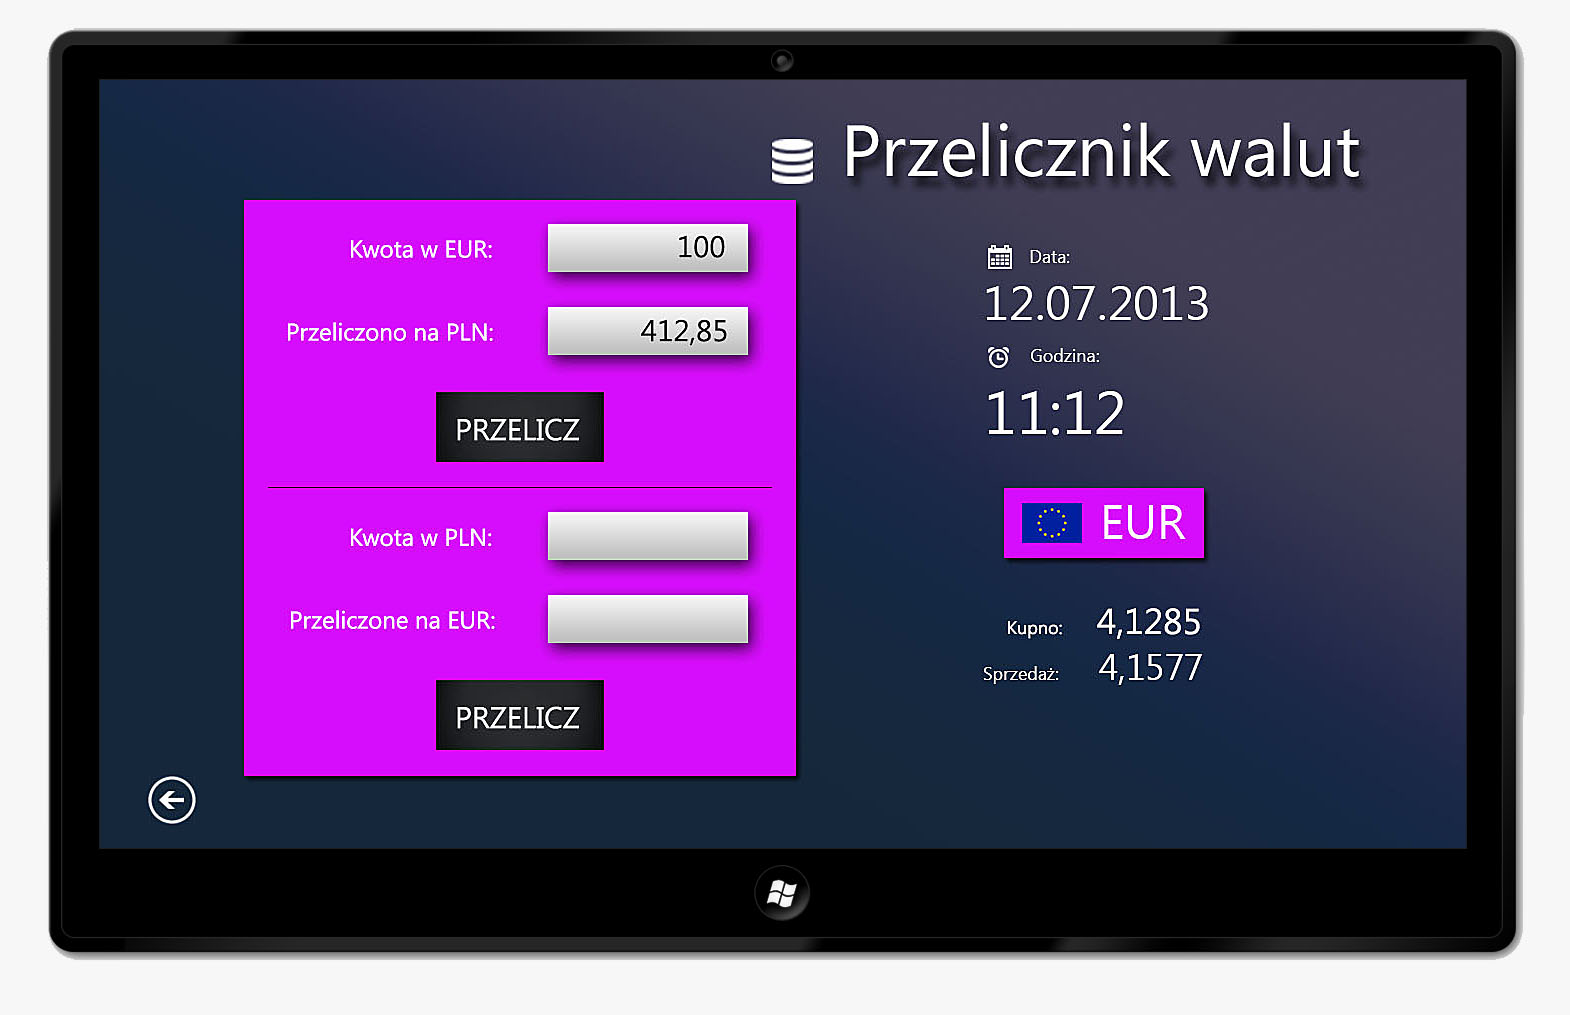 Przelicznik walut
Kwota w EUR: 100
Przeliczono na PLN: 412,85
PRZELICZ
Kwota w PLN:
Przeliczone na EUR:
PRZELICZ
Data:
12.07.2013
Godzina:
11:12
EUR
Kupno: 4,1285
Sprzedaż: 4,1577